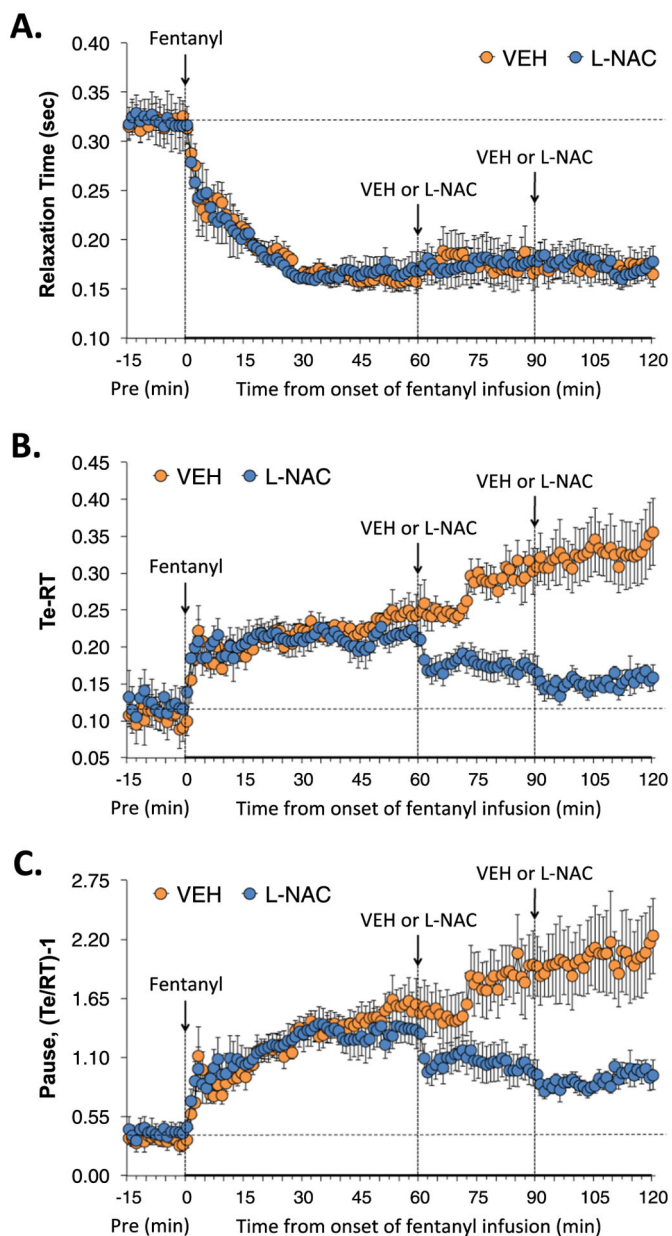 A.
Fentanyl
VEH L-NAC
0.40
0.35
0.30
0.25
0.20
0.15
0.10
Relaxation Time (sec)
VEH or L-NAC
VEH or L-NAC
-15 0 15 30 45 60 75 90 105 120
Pre (min) Time from onset of fentanyl infusion (min)
B.
VEH L-NAC
0.45
0.40
0.35
0.30
0.25
0.20
0.15
0.10
0.05
Te-RT
Fentanyl
VEH or L-NAC
VEH or L-NAC
-15 0 15 30 45 60 75 90 105 120
Pre (min) Time from onset of fentanyl infusion (min)
C.
VEH L-NAC
2.75
2.20
1.65
1.10
0.55
0.00
Pause, (Te/RT)-1
Fentanyl
VEH or L-NAC
VEH or L-NAC
-15 0 15 30 45 60 75 90 105 120
Pre (min) Time from onset of fentanyl infusion (min)